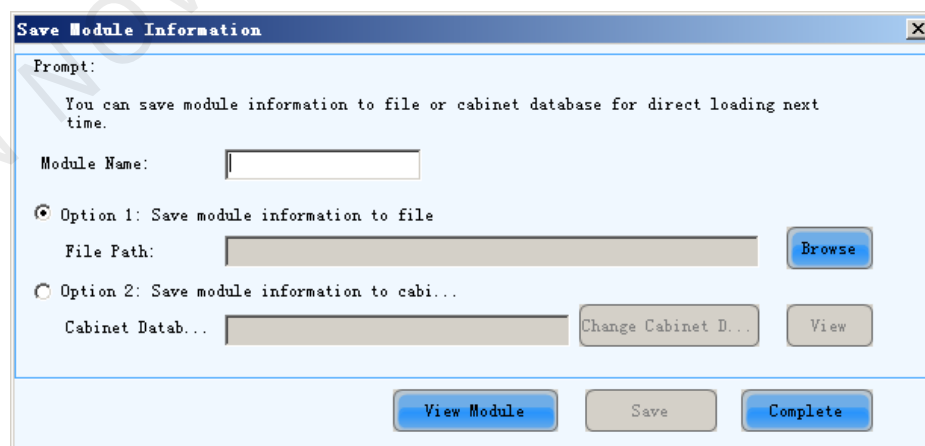 Save Module Information
Prompt:
You can save module information to file or cabinet database for direct loading next
time.
Module Name:
Option 1: Save module information to file
File Path:
Browse
Option 2: Save module information to cabi...
Cabinet Datab...
Change Cabinet D...
View
View Module
Save
Complete